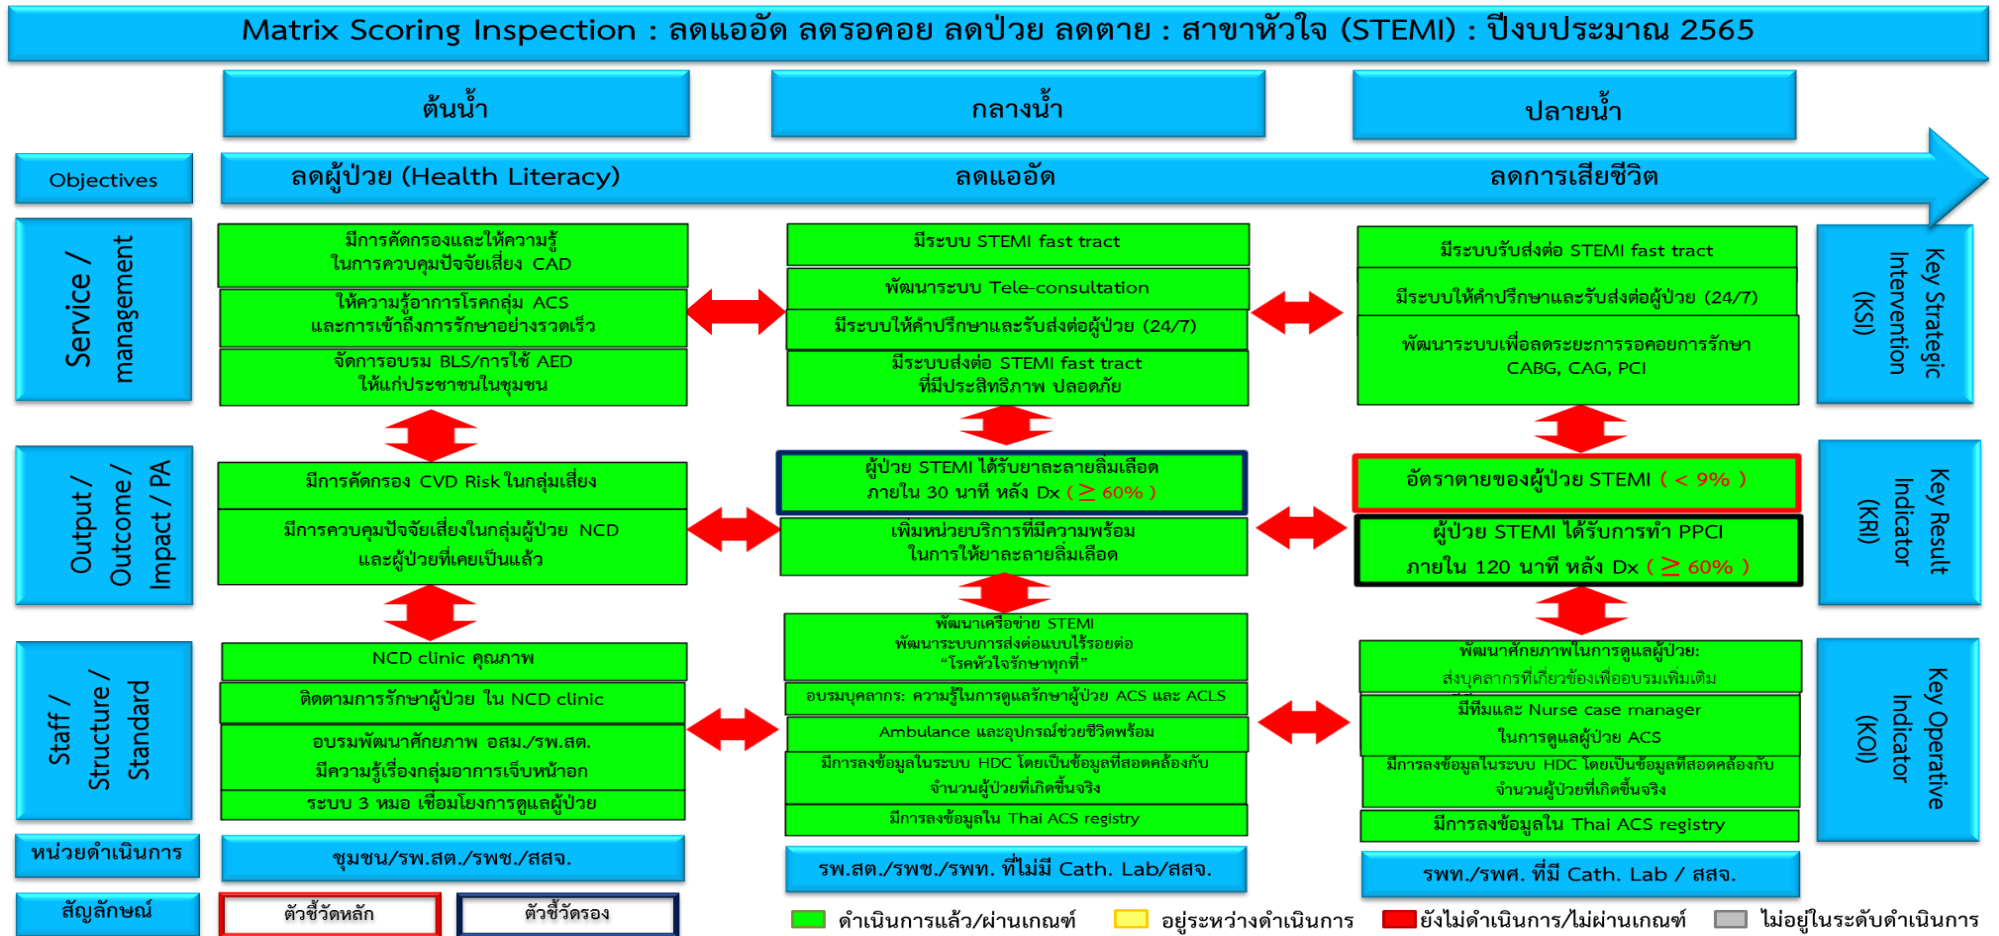 Matrix Scoring Inspection : ลดแออัด ลดรอคอย ลดป่วย ลดตาย : สาขาหัวใจ (STEMI) : ปีงบประมาณ 2565
ต้นน้ำ
กลางน้ำ
ปลายน้ำ
Objectives
ลดผู้ป่วย (Health Literacy)
ลดแออัด
ลดการเสียชีวิต
Service /
management
มีการคัดกรองและให้ความรู้
ในการควบคุมปัจจัยเสี่ยง CAD
ให้ความรู้อาการโรคกลุ่ม ACS
และการเข้าถึงการรักษาอย่างรวดเร็ว
จัดการอบรม BLS/การใช้ AED
ให้แก่ประชาชนในชุมชน
มีระบบ STEMI fast tract
พัฒนาระบบ Tele-consultation
มีระบบให้คำปรึกษาและรับส่งต่อผู้ป่วย (24/7)
มีระบบส่งต่อ STEMI fast tract
ที่มีประสิทธิภาพ ปลอดภัย
มีระบบรับส่งต่อ STEMI fast tract
มีระบบให้คำปรึกษาและรับส่งต่อผู้ป่วย (24/7)
พัฒนาระบบเพื่อลดระยะการรอคอยการรักษา
CABG, CAG, PCI
Key Strategic
Intervention
(KSI)
Output /
Outcome /
Impact / PA
มีการคัดกรอง CVD Risk ในกลุ่มเสี่ยง
มีการควบคุมปัจจัยเสี่ยงในกลุ่มผู้ป่วย NCD
และผู้ป่วยที่เคยเป็นแล้ว
ผู้ป่วย STEMI ได้รับยาละลายลิ่มเลือด
ภายใน 30 นาที หลัง Dx ( ≥ 60% )
เพิ่มหน่วยบริการที่มีความพร้อม
ในการให้ยาละลายลิ่มเลือด
อัตราตายของผู้ป่วย STEMI ( < 9% )
ผู้ป่วย STEMI ได้รับการทำ PPCI
ภายใน 120 นาที หลัง Dx ( ≥ 60% )
Key Result
Indicator
(KRI)
Staff /
Structure /
Standard
NCD clinic คุณภาพ
ติดตามการรักษาผู้ป่วย ใน NCD clinic
อบรมพัฒนาศักยภาพ อสม./รพ.สต.
มีความรู้เรื่องกลุ่มอาการเจ็บหน้าอก
ระบบ 3 หมอ เชื่อมโยงการดูแลผู้ป่วย
พัฒนาเครือข่าย STEMI
พัฒนาระบบการส่งต่อแบบไร้รอยต่อ
“โรคหัวใจรักษาทุกที่”
อบรมบุคลากร: ความรู้ในการดูแลรักษาผู้ป่วย ACS และ ACLS
Ambulance และอุปกรณ์ช่วยชีวิตพร้อม
มีการลงข้อมูลในระบบ HDC โดยเป็นข้อมูลที่สอดคล้องกับ
จำนวนผู้ป่วยที่เกิดขึ้นจริง
มีการลงข้อมูลใน Thai ACS registry
พัฒนาศักยภาพในการดูแลผู้ป่วย:
ส่งบุคลากรที่เกี่ยวข้องเพื่ออบรมเพิ่มเติม
มีทีมและ Nurse case manager
ในการดูแลผู้ป่วย ACS
มีการลงข้อมูลในระบบ HDC โดยเป็นข้อมูลที่สอดคล้องกับ
จำนวนผู้ป่วยที่เกิดขึ้นจริง
มีการลงข้อมูลใน Thai ACS registry
Key Operative
Indicator
(KOI)
หน่วยดำเนินการ
ชุมชน/รพ.สต./รพช./สสจ.
รพ.สต./รพช./รพท. ที่ไม่มี Cath. Lab/สสจ.
รพท./รพศ. ที่มี Cath. Lab / สสจ.
สัญลักษณ์
ตัวชี้วัดหลัก
ตัวชี้วัดรอง
ดำเนินการแล้ว/ผ่านเกณฑ์
อยู่ระหว่างดำเนินการ
ยังไม่ดำเนินการ/ไม่ผ่านเกณฑ์
ไม่อยู่ในระดับดำเนินการ